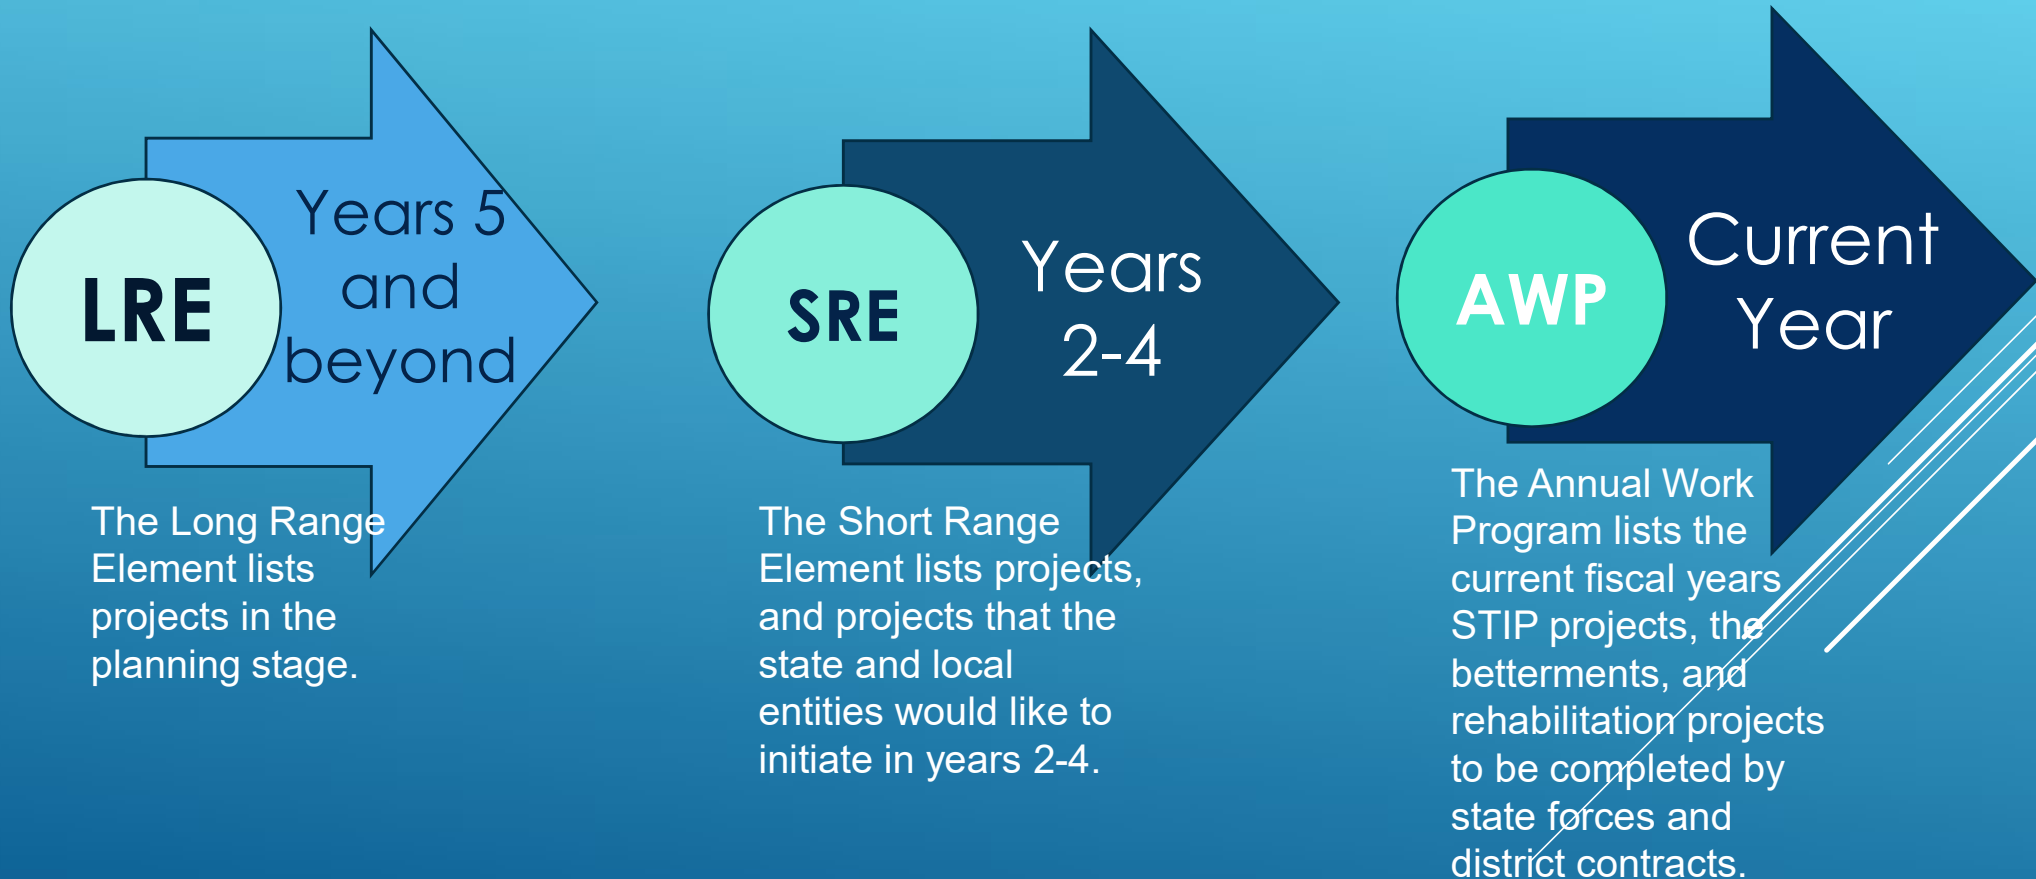 LRE
Years 5
and
beyond
The Long Range
Element lists
projects in the
planning stage.
SRE
Years
2-4
The Short Range
Element lists projects,
and projects that the
state and local
entities would like to
initiate in years 2-4.
AWP
Current
Year
The Annual Work
Program lists the
current fiscal years
STIP projects, the
betterments, and
rehabilitation projects
to be completed by
state forces and
district contracts.